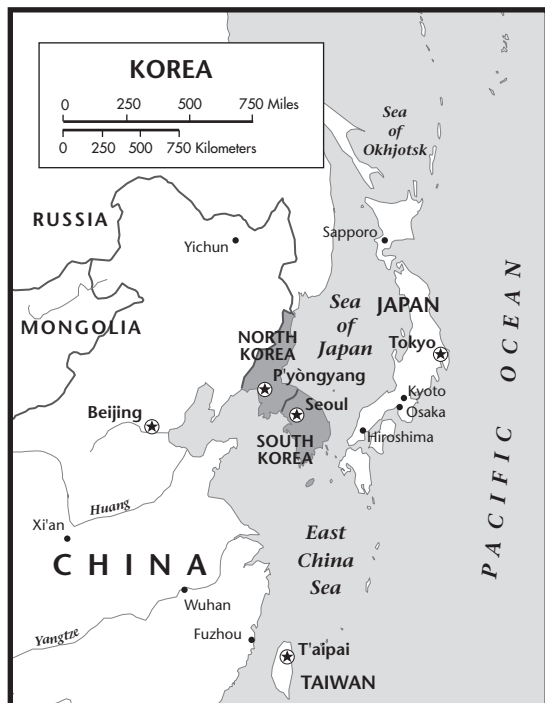 KOREA
0 250 500 750 Miles
0 250 500 750 Kilometers
Sea
of
Okhjotsk
RUSSIA
Yichun
Sapporo
MONGOLIA
Sea
of
Japan
JAPAN
NORTH
KOREA
Tokyo
P'yòngyang
Kyoto
Beijing
Seoul
Osaka
Hiroshima
SOUTH
KOREA
PACIFIC OCEAN
Huang
Xi'an
East
China
Sea
CHINA
Wuhan
Yangtze
Fuzhou
T'aipai
TAIWAN